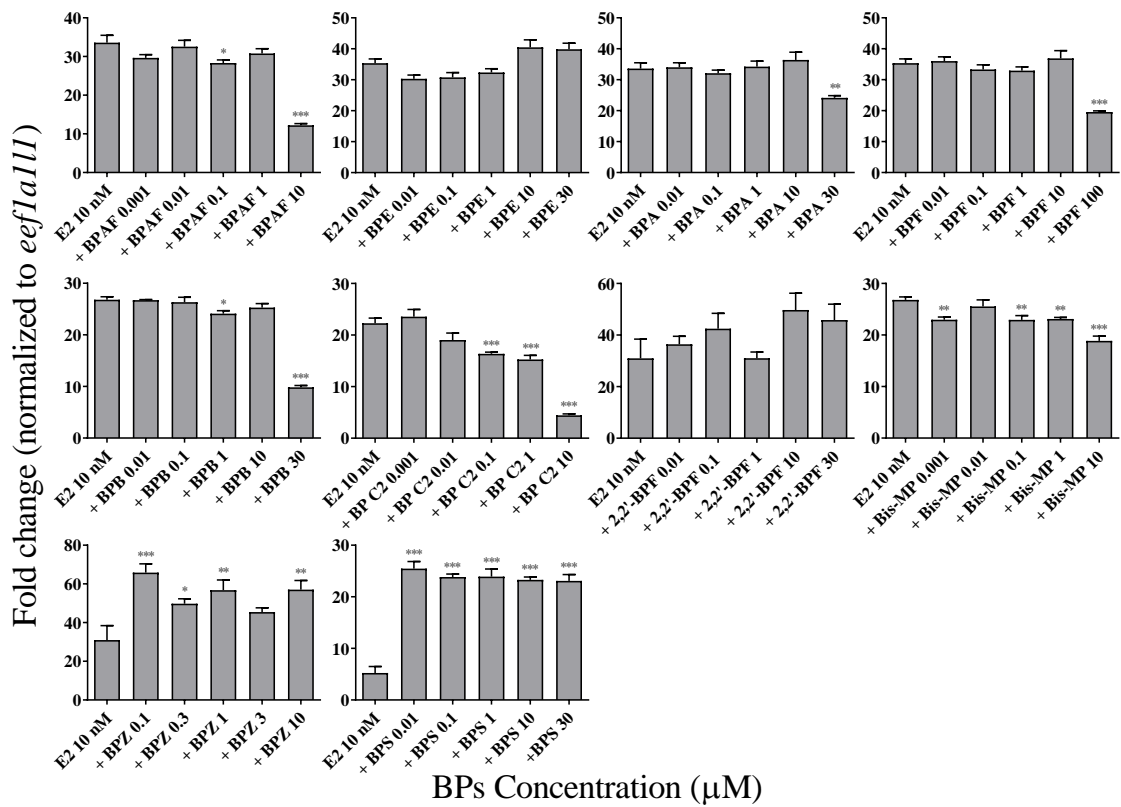 Fold change (normalized to eef1a1l1)
40
30
20
10
0
*
***
E2 10 nM
+ BPAF 0.001
+ BPAF 0.01
+ BPAF 0.1
+ BPAF 1
+ BPAF 10
50
40
30
20
10
0
E2 10 nM
+ BPE 0.01
+ BPE 0.1
+ BPE 1
+ BPE 10
+ BPE 30
50
40
30
20
10
0
**
E2 10 nM
+ BPA 0.01
+ BPA 0.1
+ BPA 1
+ BPA 10
+ BPA 30
50
40
30
20
10
0
***
E2 10 nM
+ BPF 0.01
+ BPF 0.1
+ BPF 1
+ BPF 10
+ BPF 100
30
20
10
0
*
***
E2 10 nM
+ BPB 0.01
+ BPB 0.1
+ BPB 1
+ BPB 10
+ BPB 30
30
20
10
0
***
***
***
E2 10 nM
+ BP C2 0.001
+ BP C2 0.01
+ BP C2 0.1
+ BP C2 1
+ BP C2 10
60
40
20
0
E2 10 nM
+ 2,2'-BPF 0.01
+ 2,2'-BPF 0.1
+ 2,2'-BPF 1
+ 2,2'-BPF 10
+ 2,2'-BPF 30
30
20
10
0
**
**
**
***
E2 10 nM
+ Bis-MP 0.001
+ Bis-MP 0.01
+ Bis-MP 0.1
+ Bis-MP 1
+ Bis-MP 10
80
60
40
20
0
***
*
**
**
E2 10 nM
+ BPZ 0.1
+ BPZ 0.3
+ BPZ 1
+ BPZ 3
+ BPZ 10
30
20
10
0
***
***
***
***
***
E2 10 nM
+ BPS 0.01
+BPS 0.1
+BPS 1
+BPS 10
+BPS 30
BPs Concentration (μM)